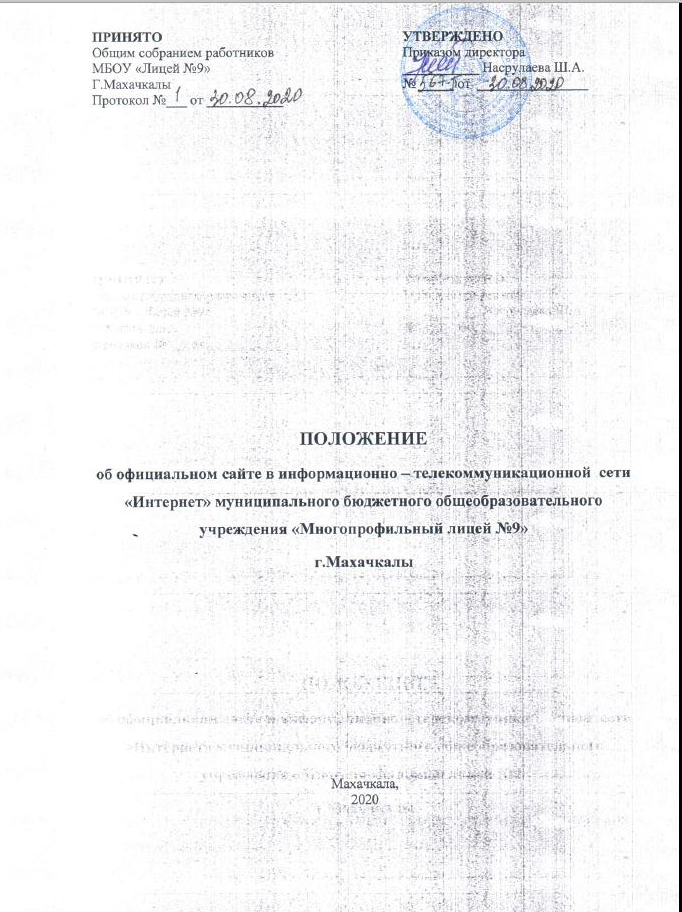 ПРИНЯТО
Общим собранием работников
МБОУ «Лицей №9»
Г.Махачкалы
Протокол № 1 от 30.08.2020
УТВЕРЖДЕНО
Приказом директора
Насрулаева Ш.А.
№ от 30.08.2020
ПОЛОЖЕНИЕ
об официальном сайте в информационно – телекоммуникационной сети
«Интернет» муниципального бюджетного общеобразовательного
учреждения «Многопрофильный лицей №9»
г.Махачкалы
Махачкала,
2020